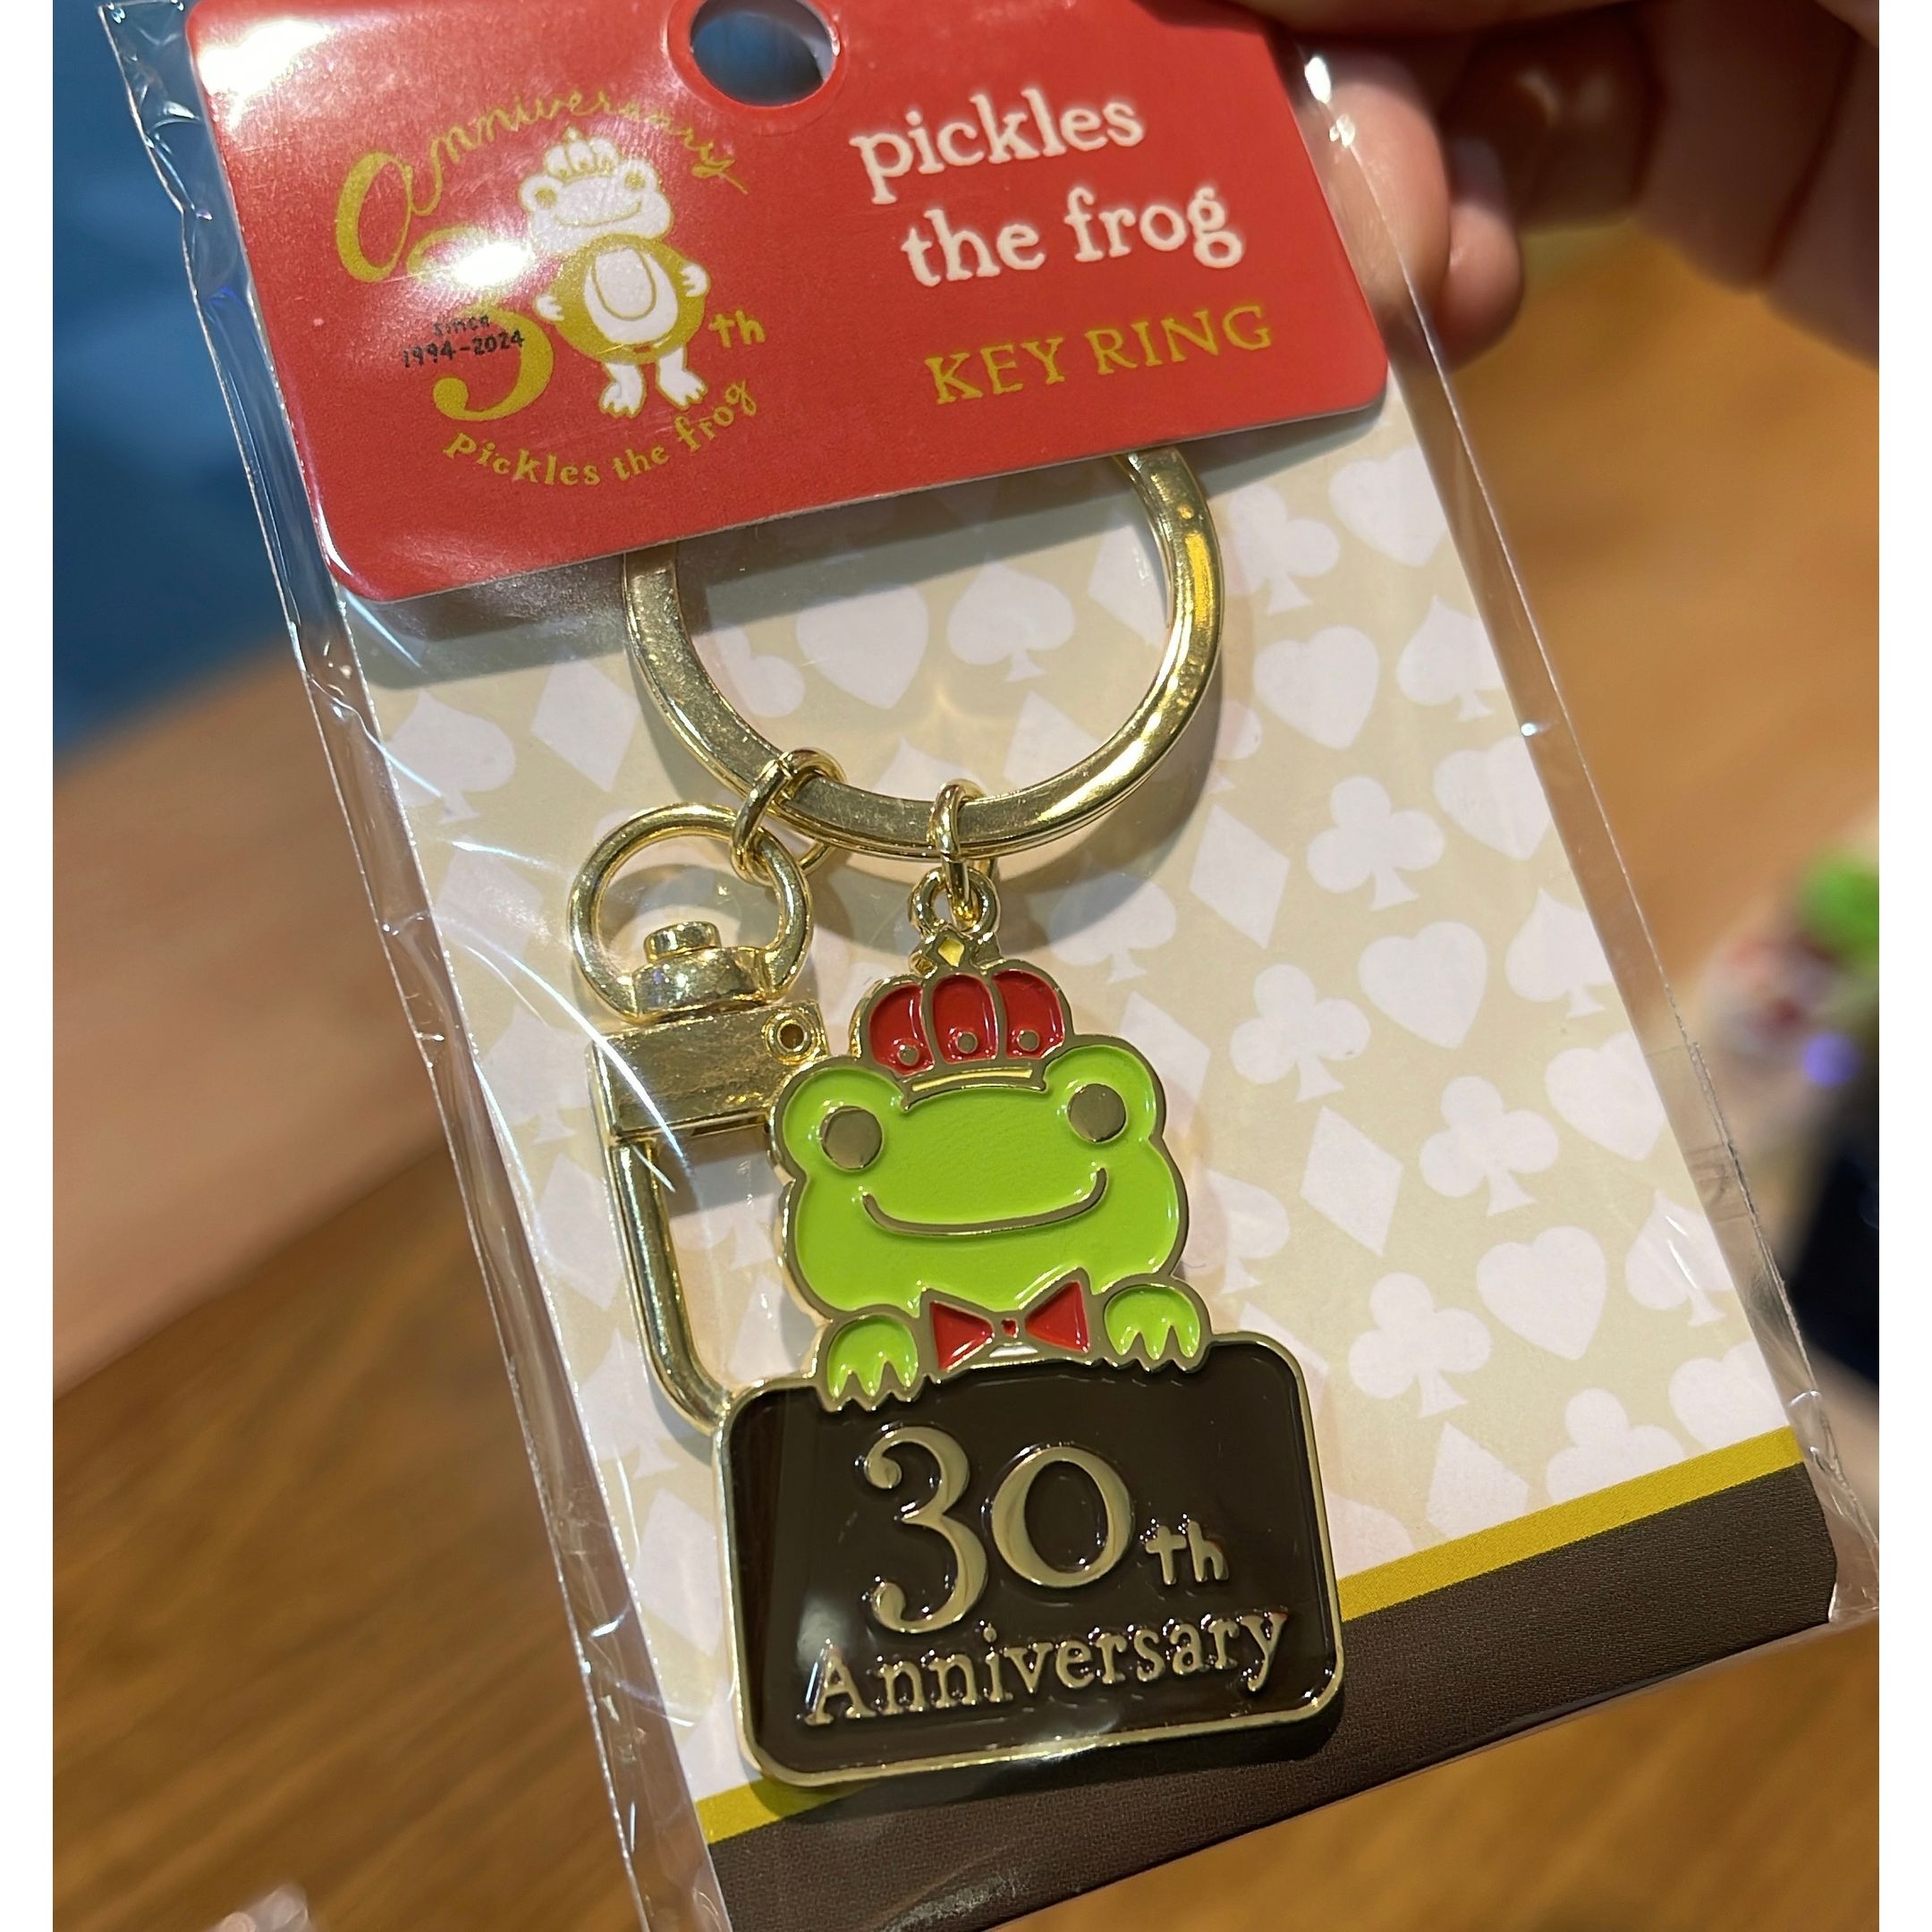 anniversary
30th
since
1994-2024
Pickles the frog
pickles
the frog
KEY RING
30th
Anniversary